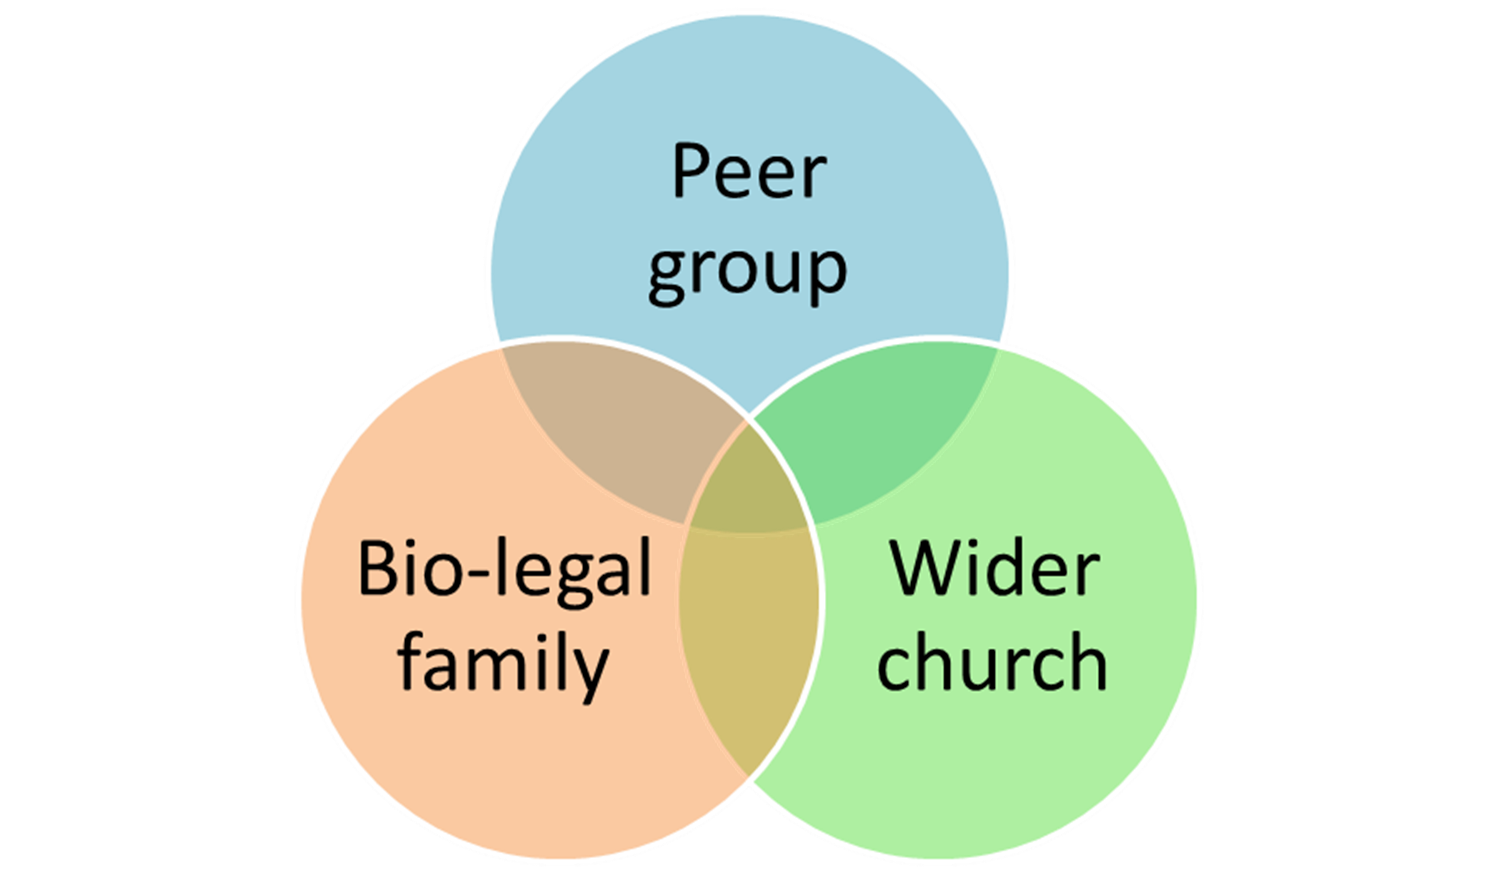 Peer
group
Bio-legal
family
Wider
church